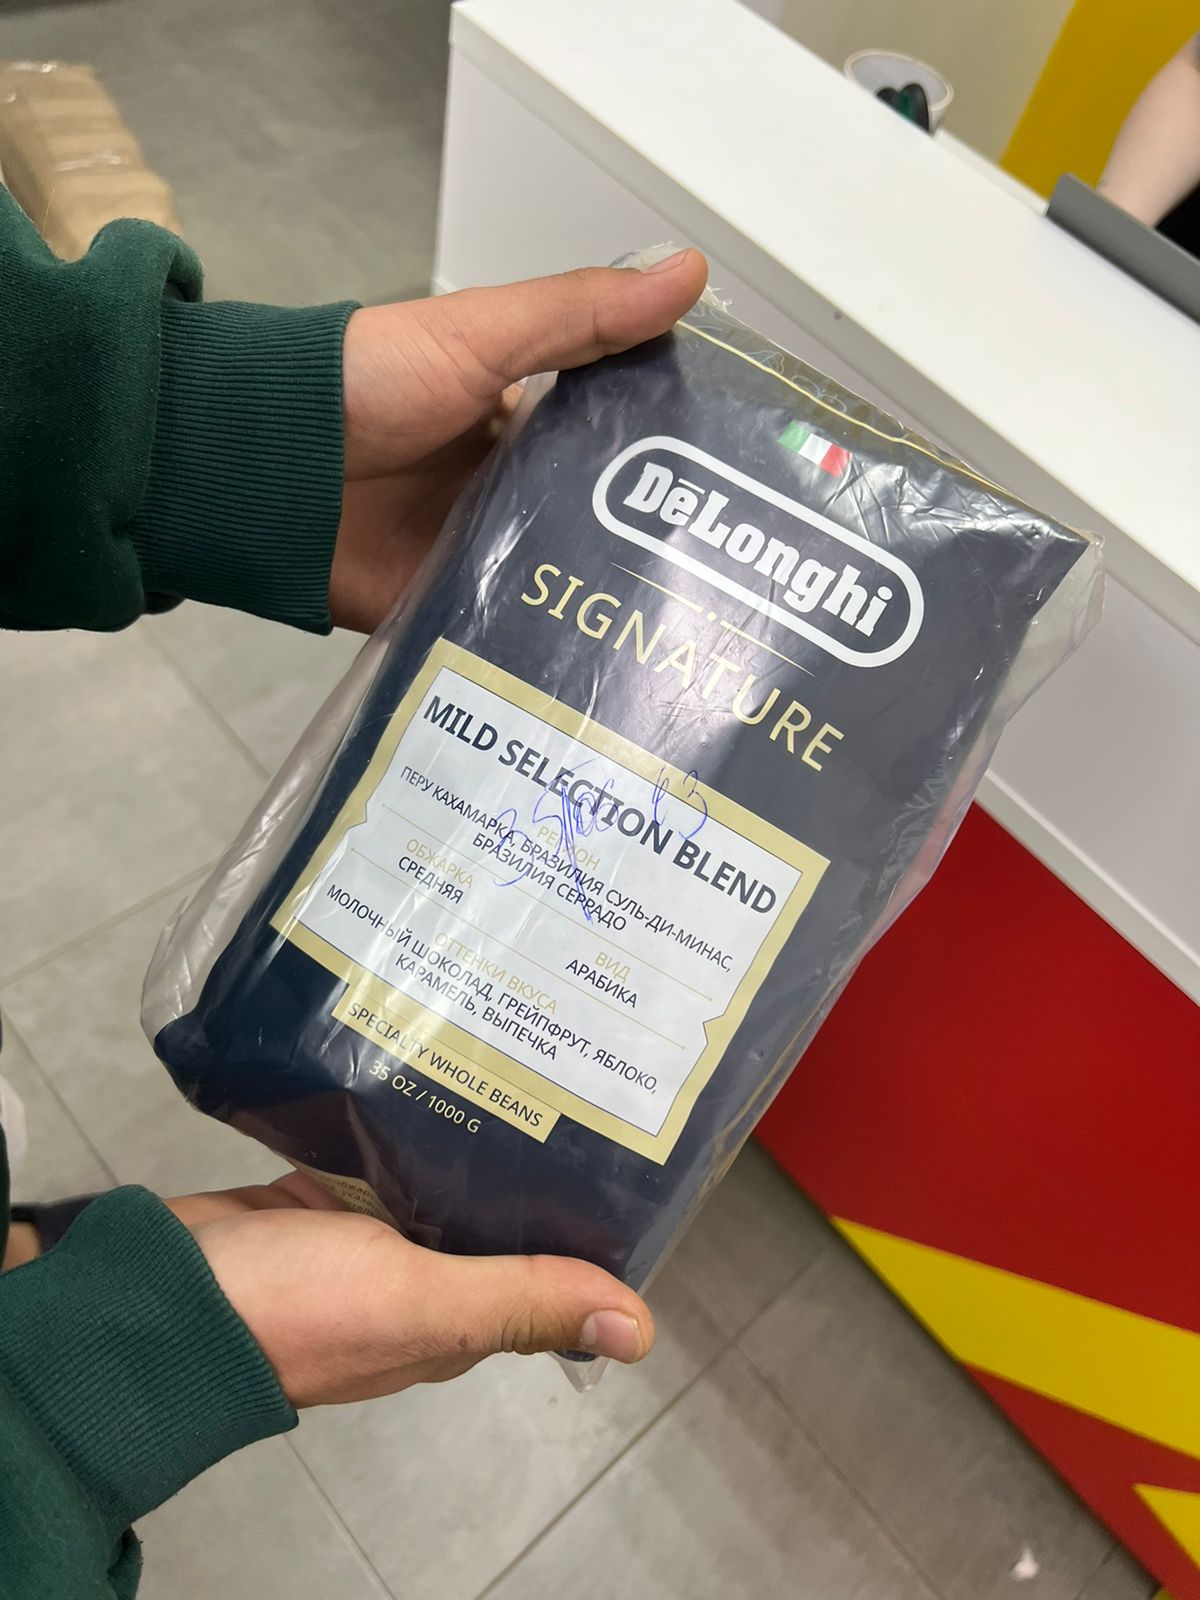 DeLonghi
SIGNATURE
MILD SELECTION BLEND
РЕГИОН
ПЕРУ КАХАМАРКА, БРАЗИЛИЯ СУЛЬ-ДИ-МИНАС,
БРАЗИЛИЯ СЕРРАДО
ОБЖАРКА
СРЕДНЯЯ
ВИД
АРАБИКА
ОТТЕНКИ ВКУСА
МОЛОЧНЫЙ ШОКОЛАД, ГРЕЙПФРУТ, ЯБЛОКО,
КАРАМЕЛЬ, ВЫПЕЧКА
SPECIALTY WHOLE BEANS
35 OZ / 1000 G